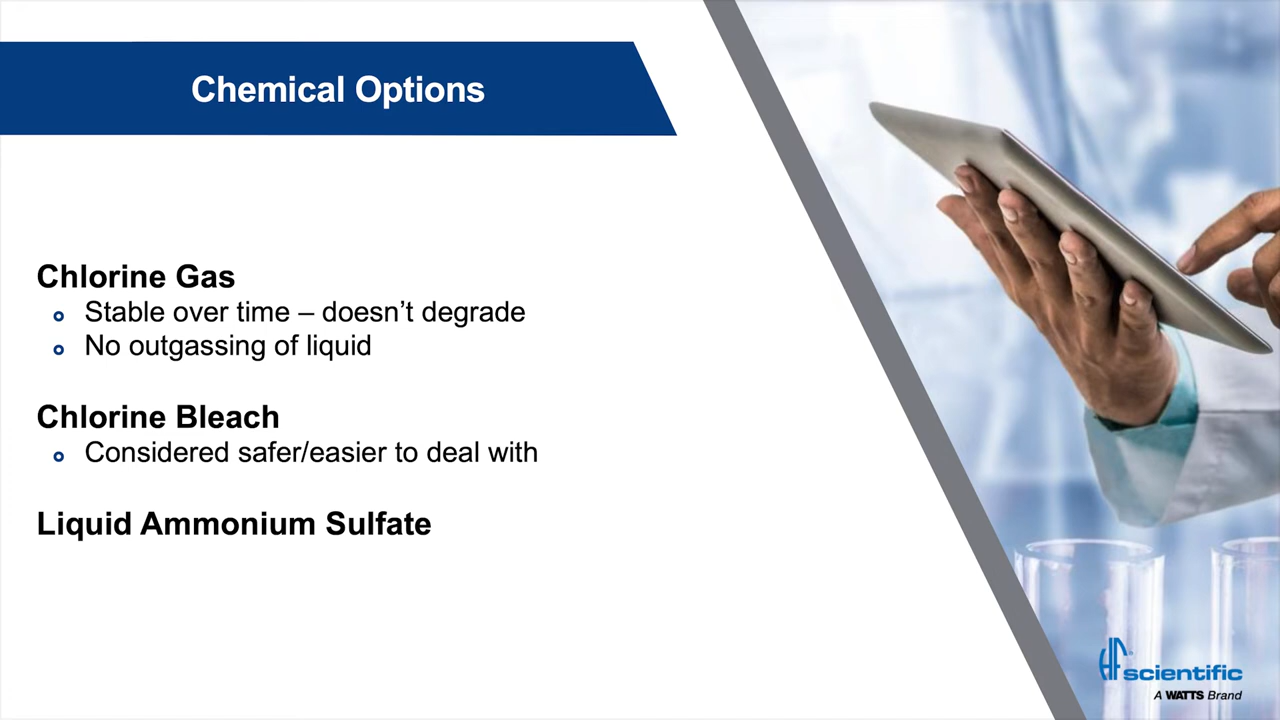 Chemical Options
Chlorine Gas
Stable over time – doesn’t degrade
No outgassing of liquid
Chlorine Bleach
Considered safer/easier to deal with
Liquid Ammonium Sulfate
HF scientific
A WATTS Brand